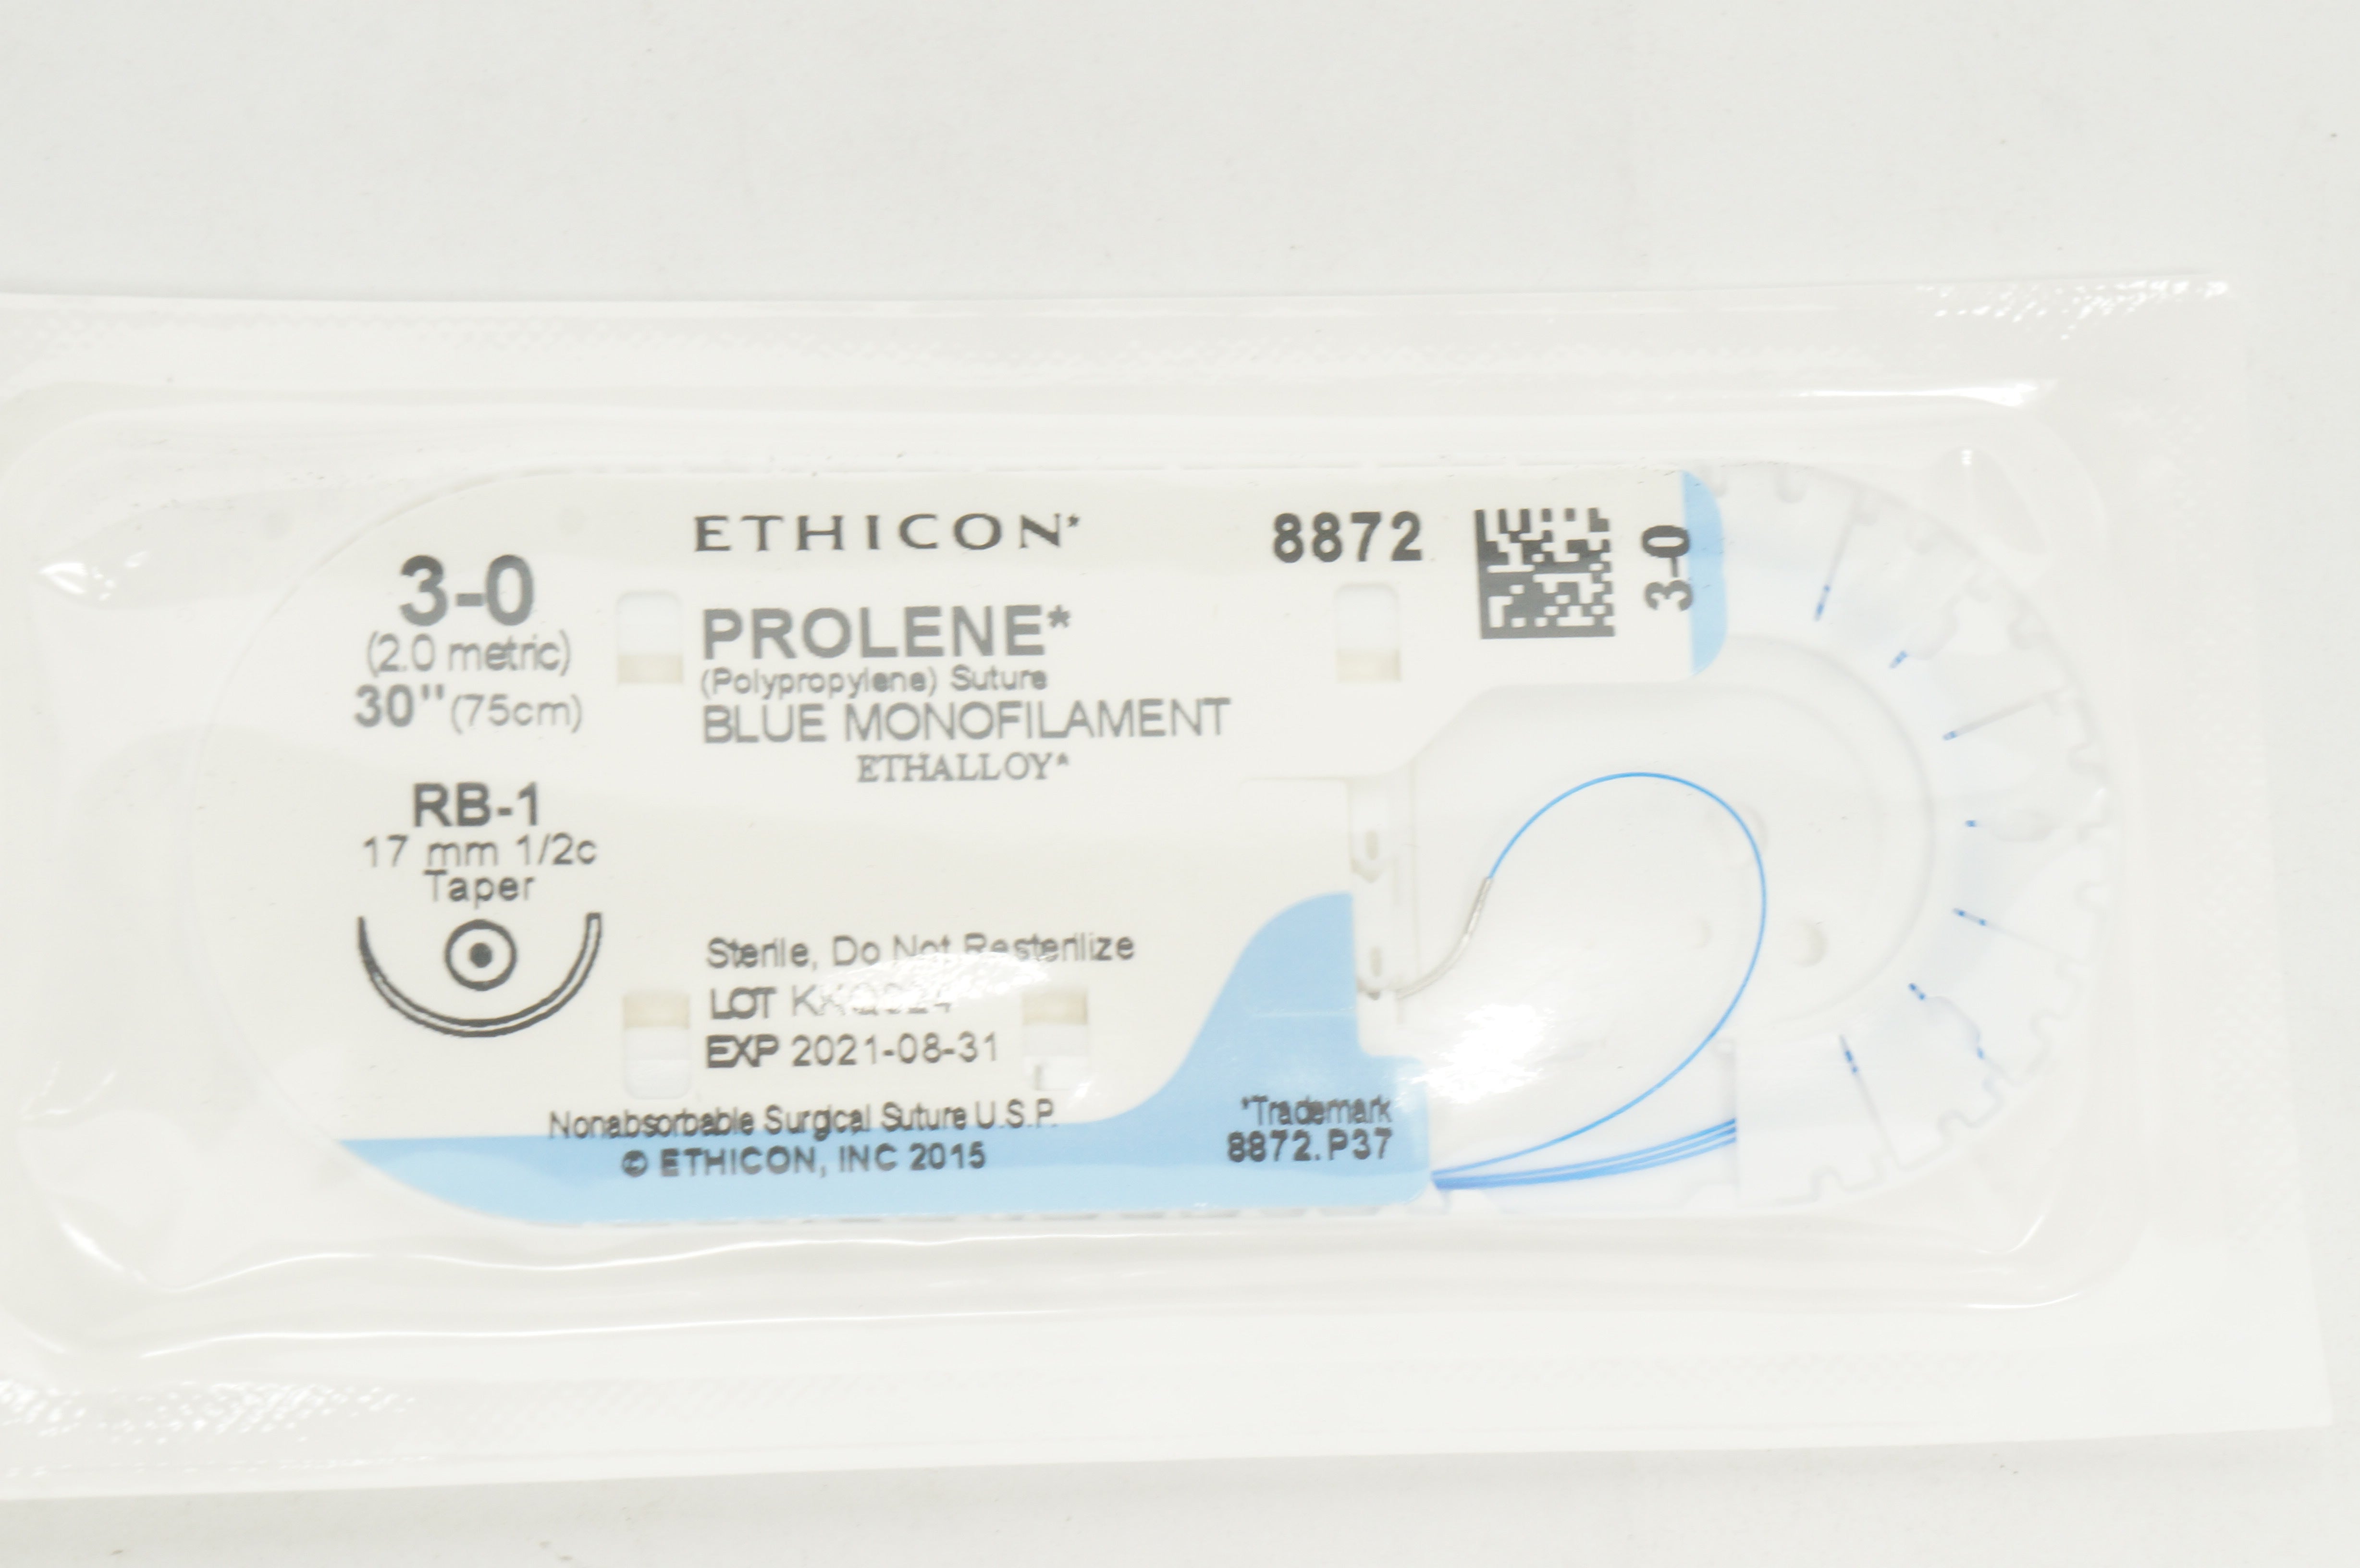 ETHICON*
8872
3-0
3-0
(2.0 metric)
30" (75cm)
PROLENE*
(Polypropylene) Suture
BLUE MONOFILAMENT
ETHALLOY*
RB-1
17 mm 1/2c
Taper
Sterile, Do Not Resterilize
LOT
EXP 2021-08-31
Nonabsorbable Surgical Suture U.S.P.
© ETHICON, INC 2015
*Trademark
8872.P37